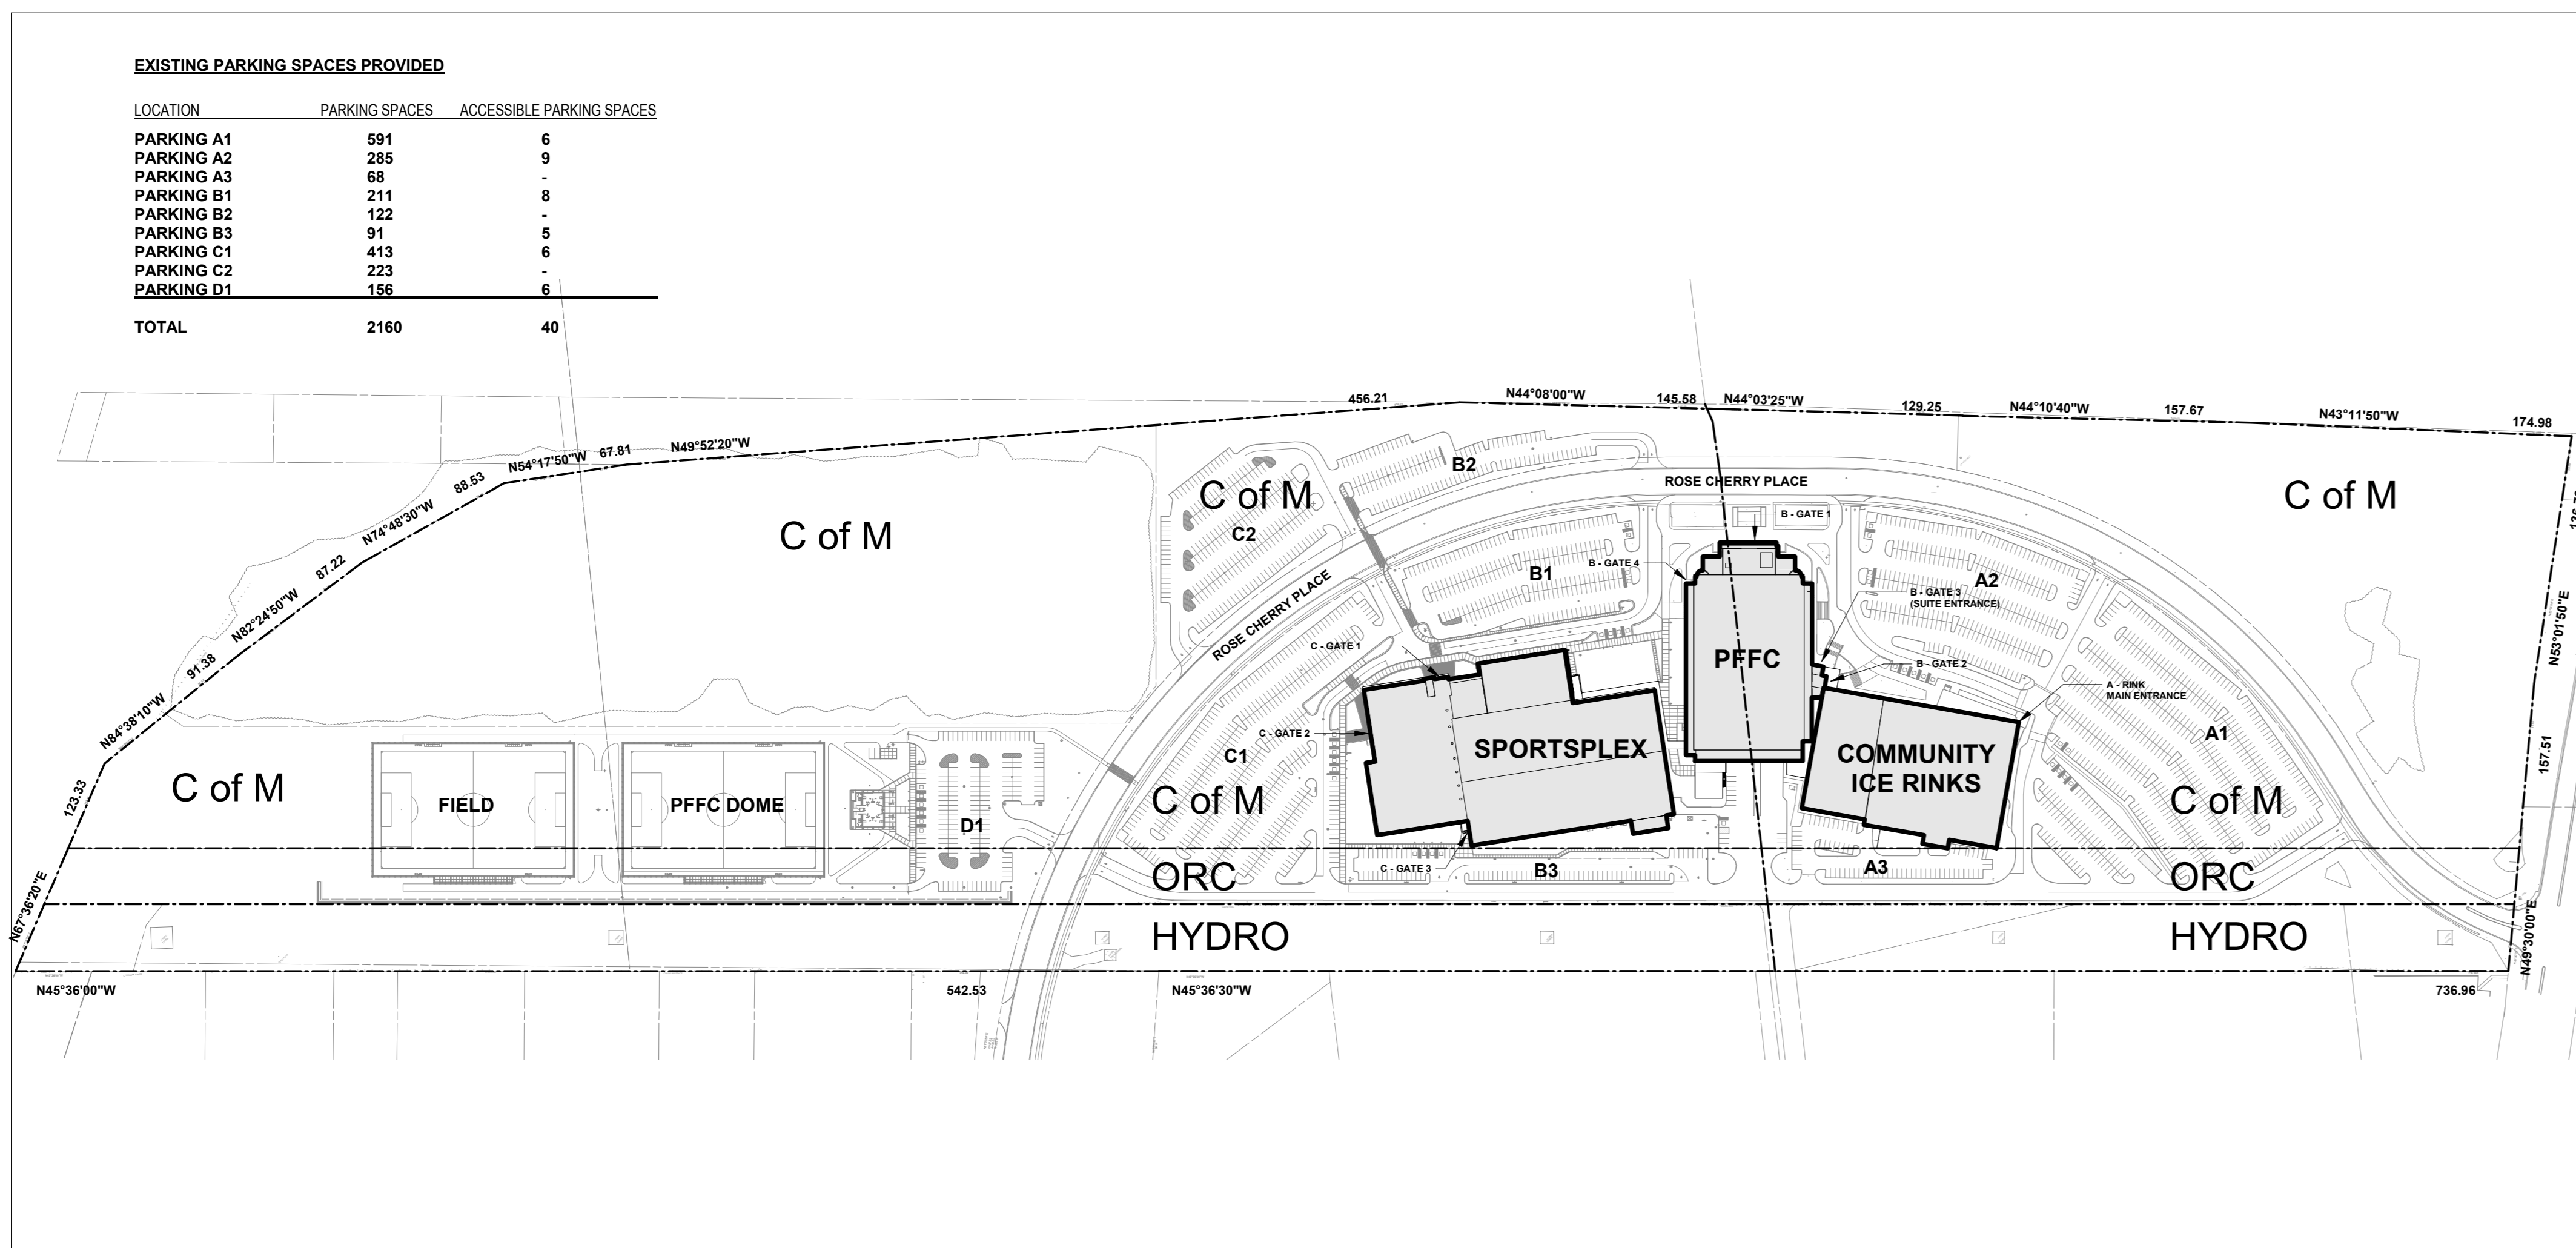 EXISTING PARKING SPACES PROVIDED
LOCATION PARKING SPACES ACCESSIBLE PARKING SPACES
PARKING A1 591 6
PARKING A2 285 9
PARKING A3 68 -
PARKING B1 211 8
PARKING B2 122 -
PARKING B3 91 5
PARKING C1 413 6
PARKING C2 223 -
PARKING D1 156 6
TOTAL 2160 40
456.21
N44°08'00"W
145.58
N44°03'25"W
129.25
N44°10'40"W
157.67
N43°11'50"W
174.98
N49°52'20"W
67.81
N54°17'50"W
88.53
N74°48'30"W
87.22
N82°24'50"W
91.38
N84°38'10"W
123.33
N67°36'20"E
C of M
C of M
C of M
C of M
C of M
C of M
B2
C2
ROSE CHERRY PLACE
ROSE CHERRY PLACE
B - GATE 1
B1
B - GATE 4
A2
B - GATE 3
(SUITE ENTRANCE)
N53°01'50"E
C - GATE 1
PFFC
B - GATE 2
A - RINK
MAIN ENTRANCE
C - GATE 2
C1
SPORTSPLEX
COMMUNITY
ICE RINKS
A1
157.51
FIELD
PFFC DOME
D1
C - GATE 3
B3
A3
ORC
ORC
HYDRO
HYDRO
N49°30'00"E
N45°36'00"W
542.53
N45°36'30"W
736.96